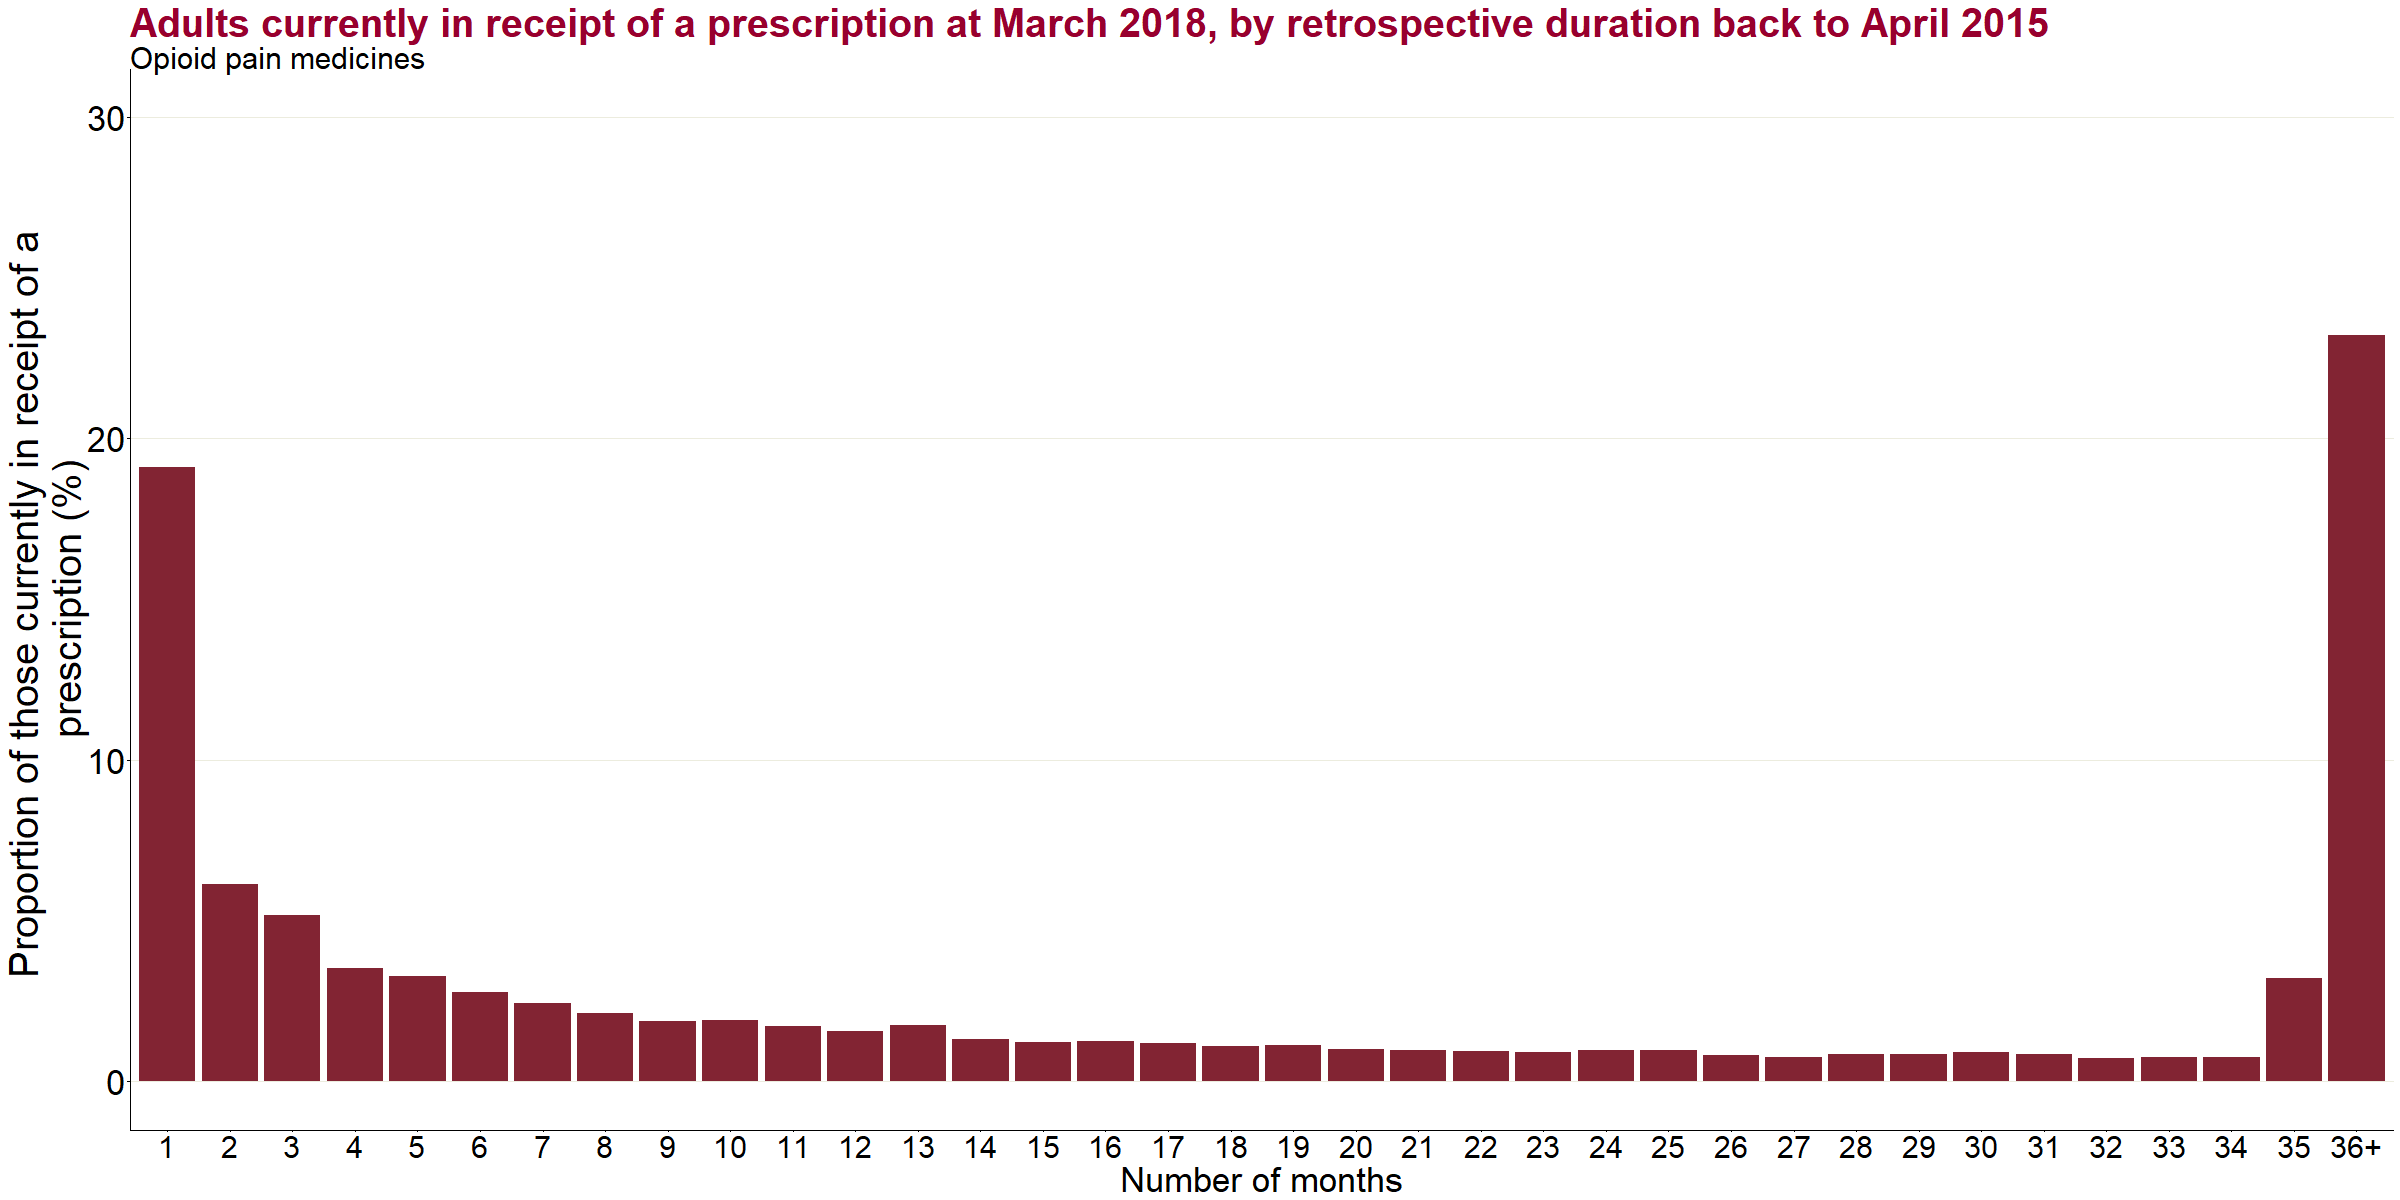 Adults currently in receipt of a prescription at March 2018, by retrospective duration back to April 2015
Opioid pain medicines
Proportion of those currently in receipt of a
prescription (%)
30
20
10
0
1 2 3 4 5 6 7 8 9 10 11 12 13 14 15 16 17 18 19 20 21 22 23 24 25 26 27 28 29 30 31 32 33 34 35 36+
Number of months